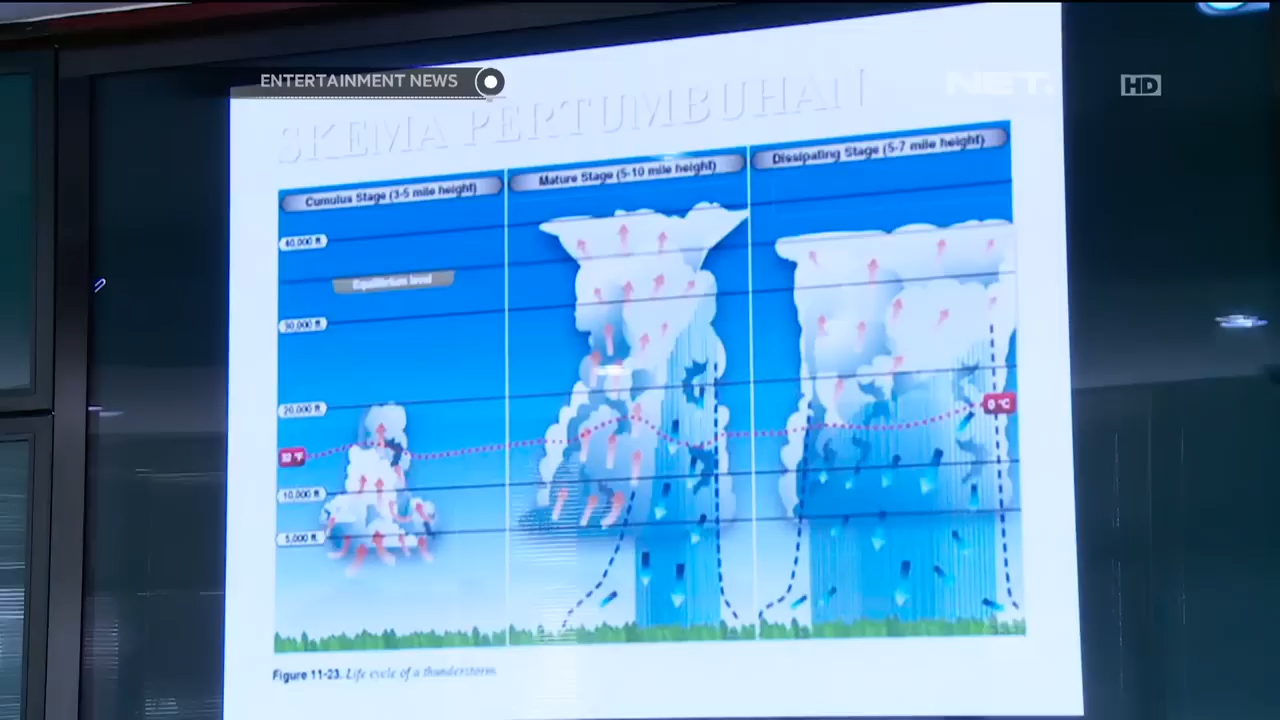 ENTERTAINMENT NEWS
NET.
HD
SKEMA PERTUMBUHAN
Cumulus Stage (3-5 mile height)
Mature Stage (5-10 mile height)
Dissipating Stage (5-7 mile height)
40,000 ft.
Equilibrium level
30,000 ft.
20,000 ft.
0 °C
32 °F
10,000 ft.
5,000 ft.
Figure 11-23. Life cycle of a thunderstorm